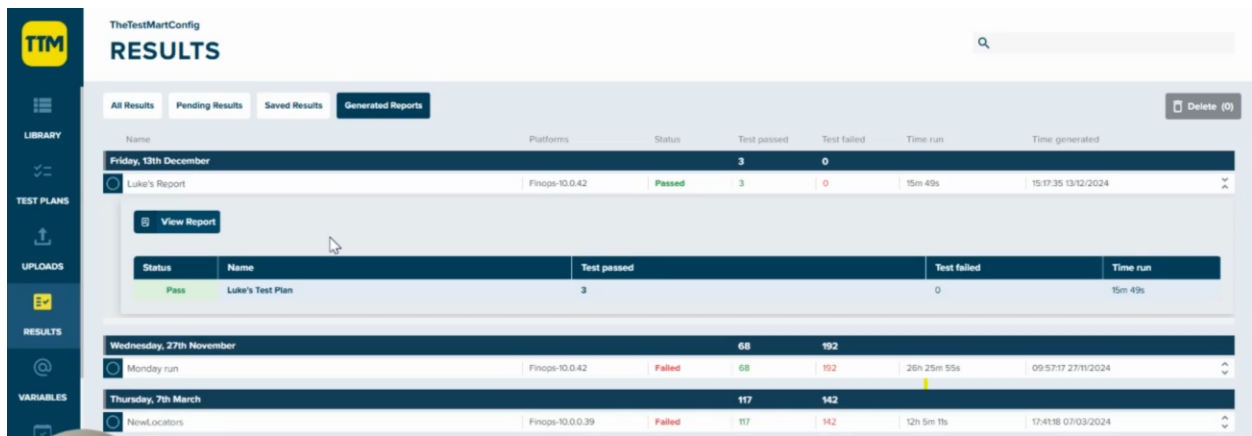 TTM
TheTestMartConfig
RESULTS
LIBRARY
TEST PLANS
UPLOADS
RESULTS
VARIABLES
All Results Pending Results Saved Results Generated Reports Delete (0)
Name Platforms Status Test passed Test failed Time run Time generated
Friday, 13th December 3 0
Luke's Report Finops-10.0.42 Passed 3 0 15m 49s 15:17:35 13/12/2024
View Report
Status Name Test passed Test failed Time run
Pass Luke's Test Plan 3 0 15m 49s
Wednesday, 27th November 68 192
Monday run Finops-10.0.42 Failed 68 192 26h 25m 55s 09:57:17 27/11/2024
Thursday, 7th March 117 142
NewLocators Finops-10.0.0.39 Failed 117 142 12h 5m 11s 17:41:18 07/03/2024